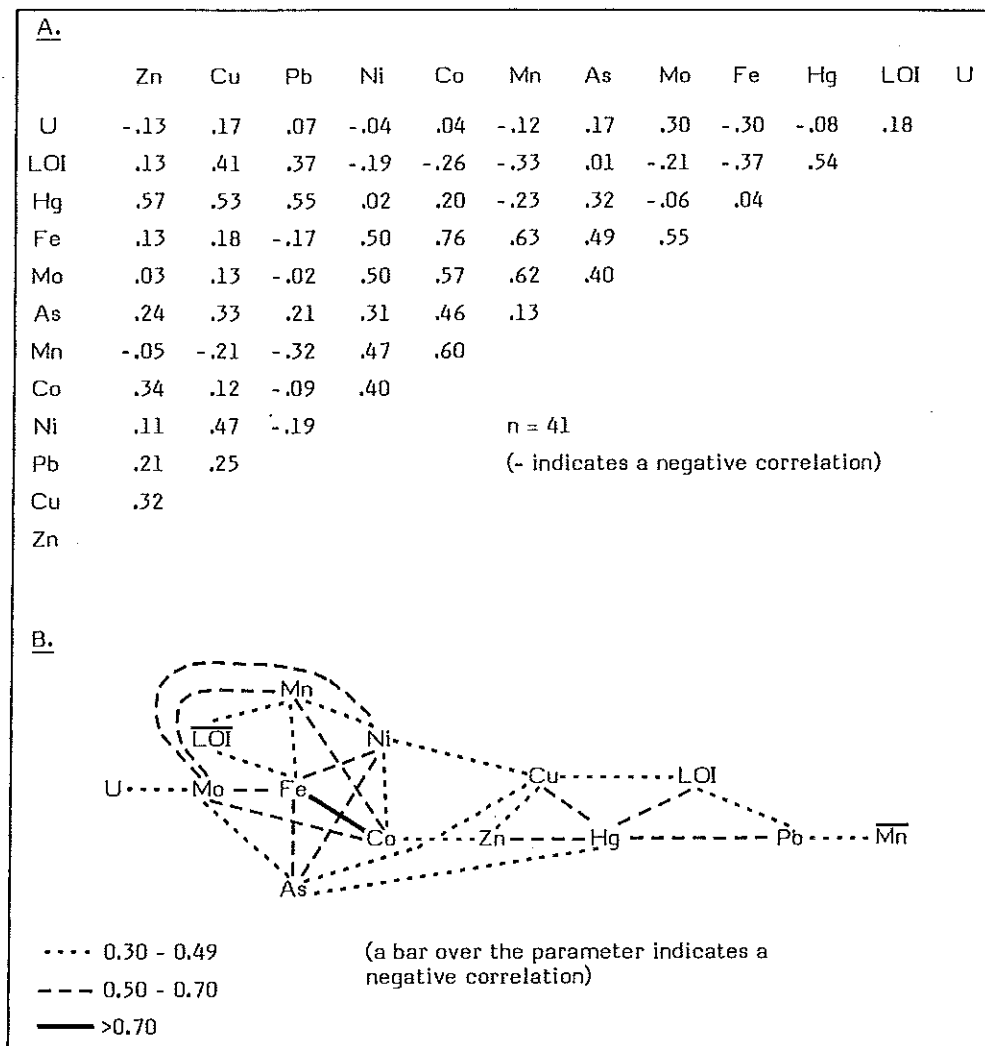 A.
Zn Cu Pb Ni Co Mn As Mo Fe Hg LOI U
U -.13 .17 .07 -.04 .04 -.12 .17 .30 -.30 -.08 .18
LOI .13 .41 .37 -.19 -.26 -.33 .01 -.21 -.37 .54
Hg .57 .53 .55 .02 .20 -.23 .32 -.06 .04
Fe .13 .18 -.17 .50 .76 .63 .49 .55
Mo .03 .13 -.02 .50 .57 .62 .40
As .24 .33 .21 .31 .46 .13
Mn -.05 -.21 -.32 .47 .60
Co .34 .12 -.09 .40
Ni .11 .47 -.19 n = 41
Pb .21 .25 (- indicates a negative correlation)
Cu .32
Zn
B.
Mn
LOI Ni
Cu LOI
U Mo Fe
Co Zn Hg Pb Mn
As
0.30 - 0.49 (a bar over the parameter indicates a
negative correlation)
0.50 - 0.70
>0.70